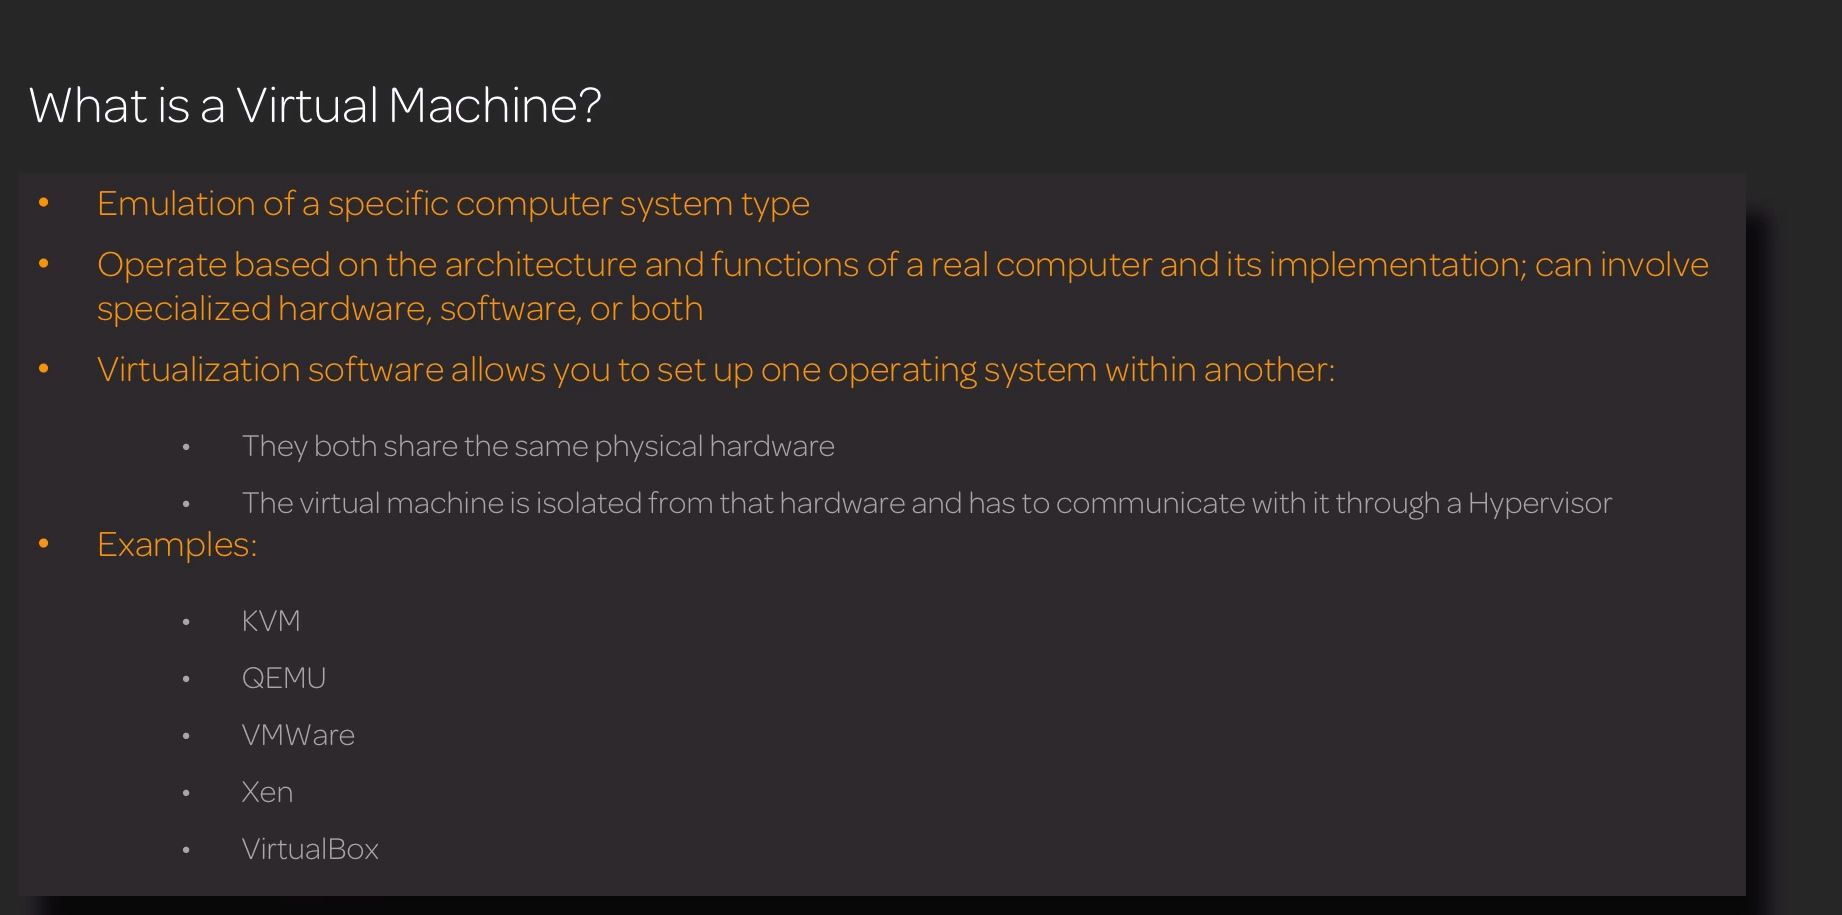 What is a Virtual Machine?
• Emulation of a specific computer system type
• Operate based on the architecture and functions of a real computer and its implementation; can involve
specialized hardware, software, or both
• Virtualization software allows you to set up one operating system within another:
• They both share the same physical hardware
• The virtual machine is isolated from that hardware and has to communicate with it through a Hypervisor
• Examples:
• KVM
• QEMU
• VMWare
• Xen
• VirtualBox